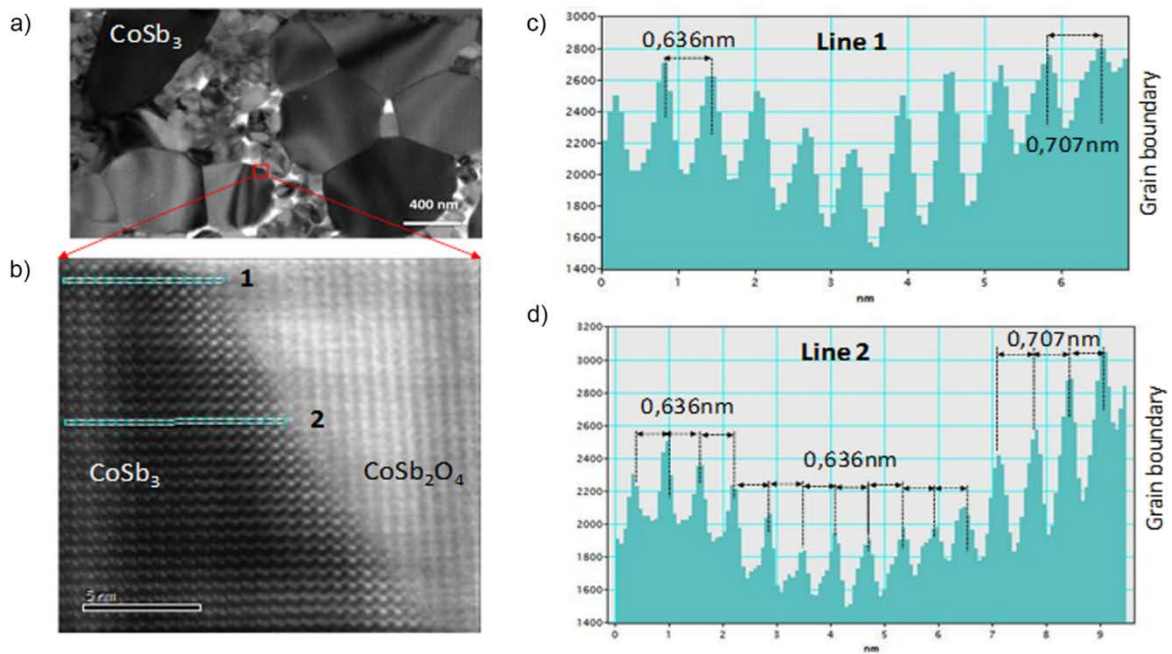 a)
CoSb3
400 nm
b)
1
2
CoSb3
CoSb2O4
5 nm
c)
3000
2800
2600
2400
2200
2000
1800
1600
1400
0,636nm
Line 1
0,707nm
0 1 2 3 4 5 6
nm
Grain boundary
d)
3200
3000
2800
2600
2400
2200
2000
1800
1600
1400
Line 2
0,707nm
0,636nm
0,636nm
0 1 2 3 4 5 6 7 8 9
nm
Grain boundary